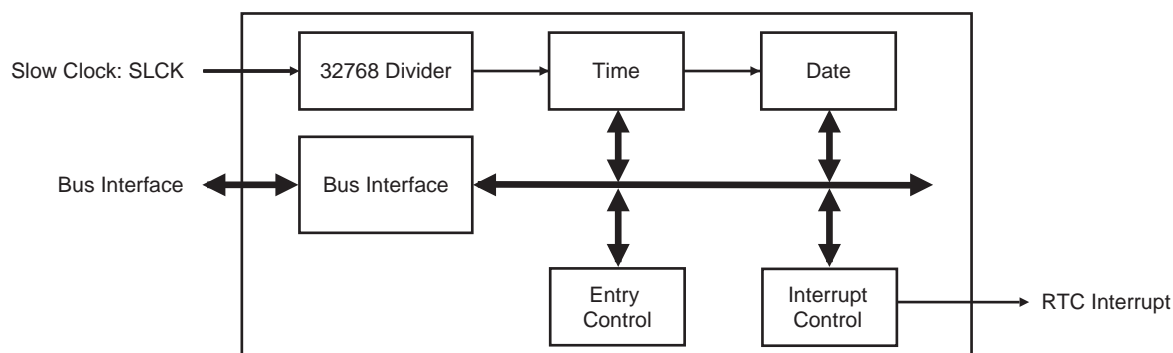 Slow Clock: SLCK
32768 Divider
Time
Date
Bus Interface
Bus Interface
Entry
Control
Interrupt
Control
RTC Interrupt